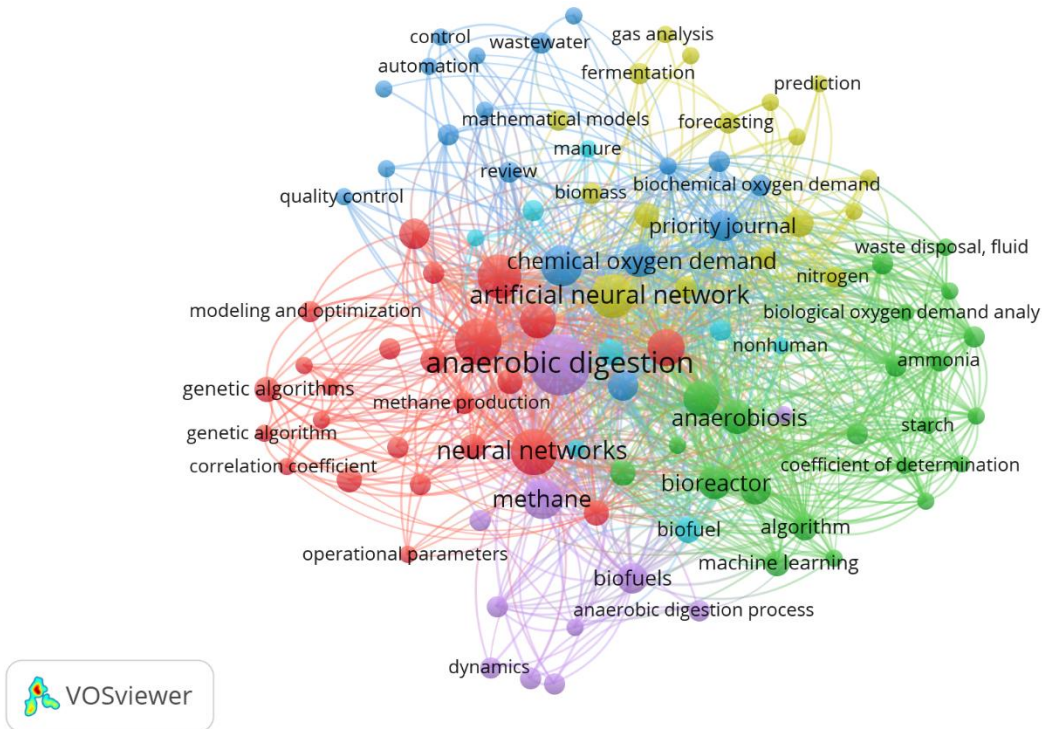 gas analysis
control
wastewater
automation
fermentation
prediction
mathematical models
forecasting
manure
review
biomass
biochemical oxygen demand
quality control
priority journal
waste disposal, fluid
chemical oxygen demand
nitrogen
artificial neural network
modeling and optimization
biological oxygen demand analy
nonhuman
anaerobic digestion
ammonia
genetic algorithms
methane production
anaerobiosis
starch
genetic algorithm
neural networks
correlation coefficient
coefficient of determination
bioreactor
methane
biofuel
algorithm
operational parameters
machine learning
biofuels
anaerobic digestion process
dynamics
VOSviewer